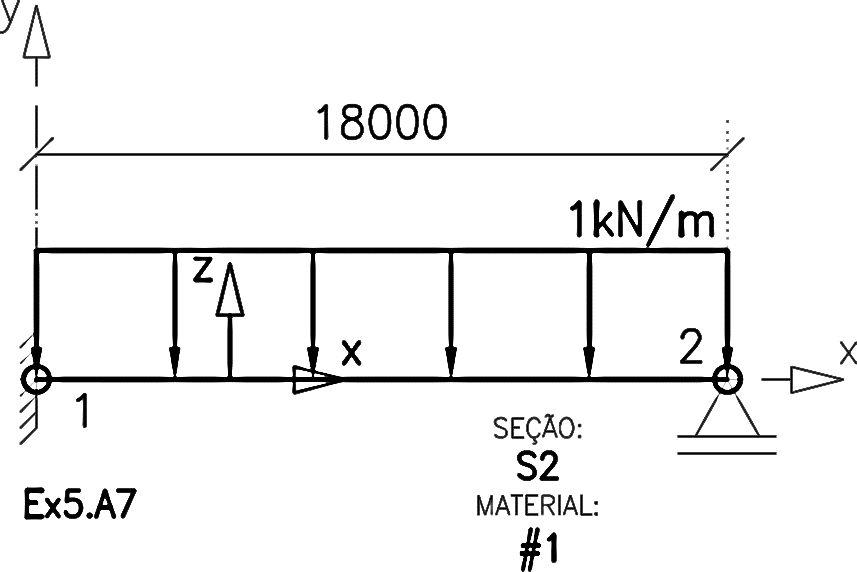 y
18000
1kN/m
z
x
2
x
1
SEÇÃO:
S2
Ex5.A7
MATERIAL:
#1